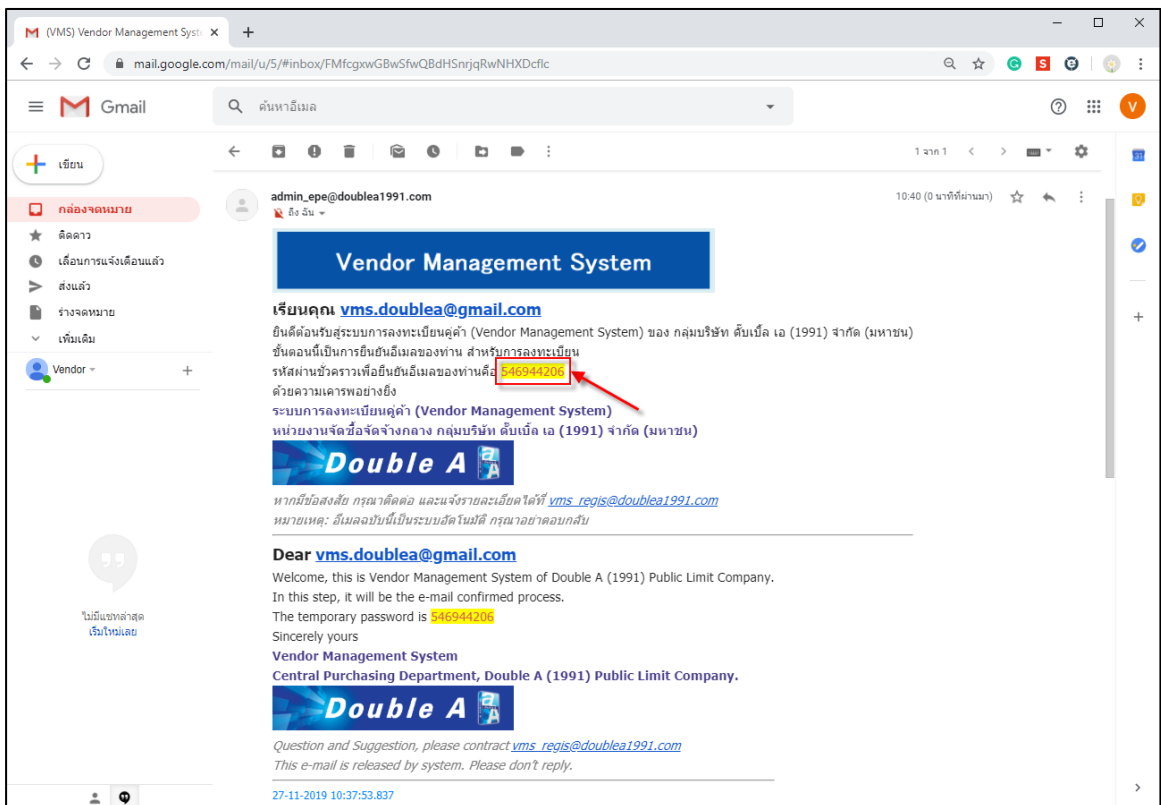 (VMS) Vendor Management Syste
mail.google.com/mail/u/5/#inbox/FMfcgxwGBwSfwQBdHSnrjqRwNHXDcflc
Gmail
ค้นหาอีเมล
V
เขียน
1 จาก 1
31
กล่องจดหมาย
ติดดาว
เลื่อนการแจ้งเตือนแล้ว
ส่งแล้ว
ร่างจดหมาย
เพิ่มเติม
Vendor
ไม่มีแชทล่าสุด
เริ่มใหม่เลย
admin_epe@doublea1991.com
10:40 (0 นาทีที่ผ่านมา)
ถึง ฉัน
Vendor Management System
เรียนคุณ vms.doublea@gmail.com
ยินดีต้อนรับสู่ระบบการลงทะเบียนคู่ค้า (Vendor Management System) ของ กลุ่มบริษัท ดั๊บเบิ้ล เอ (1991) จำกัด (มหาชน)
ขั้นตอนนี้เป็นการยืนยันอีเมลของท่าน สำหรับการลงทะเบียน
รหัสผ่านชั่วคราวเพื่อยืนยันอีเมลของท่านคือ 546944206
ด้วยความเคารพอย่างยิ่ง
ระบบการลงทะเบียนคู่ค้า (Vendor Management System)
หน่วยงานจัดซื้อจัดจ้างกลาง กลุ่มบริษัท ดั๊บเบิ้ล เอ (1991) จำกัด (มหาชน)
Double A
หากมีข้อสงสัย กรุณาติดต่อ และแจ้งรายละเอียดได้ที่ vms_regis@doublea1991.com
หมายเหตุ: อีเมลฉบับนี้เป็นระบบอัตโนมัติ กรุณาอย่าตอบกลับ
Dear vms.doublea@gmail.com
Welcome, this is Vendor Management System of Double A (1991) Public Limit Company.
In this step, it will be the e-mail confirmed process.
The temporary password is 546944206
Sincerely yours
Vendor Management System
Central Purchasing Department, Double A (1991) Public Limit Company.
Double A
Question and Suggestion, please contract vms_regis@doublea1991.com
This e-mail is released by system. Please don't reply.
27-11-2019 10:37:53.837